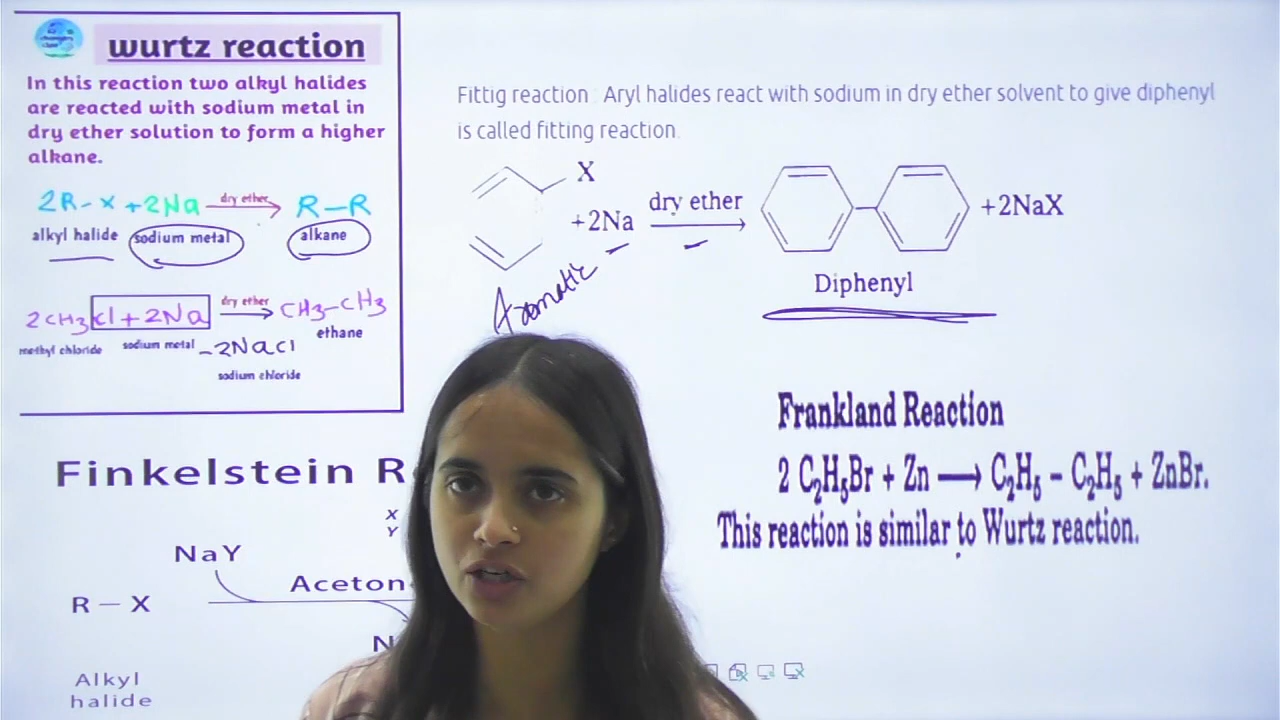 wurtz reaction
In this reaction two alkyl halides
are reacted with sodium metal in
dry ether solution to form a higher
alkane.
2R-X + 2Na dry ether R-R
alkyl halide sodium metal alkane
2CH3Cl + 2Na dry ether CH3-CH3
methyl chloride sodium metal -2NaCl ethane
sodium chloride
Fittig reaction : Aryl halides react with sodium in dry ether solvent to give diphenyl
is called fitting reaction.
X
+2Na dry ether +2NaX
Aromatic
Diphenyl
Frankland Reaction
2 C2H5Br + Zn ⟶ C2H5 – C2H5 + ZnBr.
This reaction is similar to Wurtz reaction.
Finkelstein R
X
Y
NaY
R – X Aceton
N
Alkyl
halide